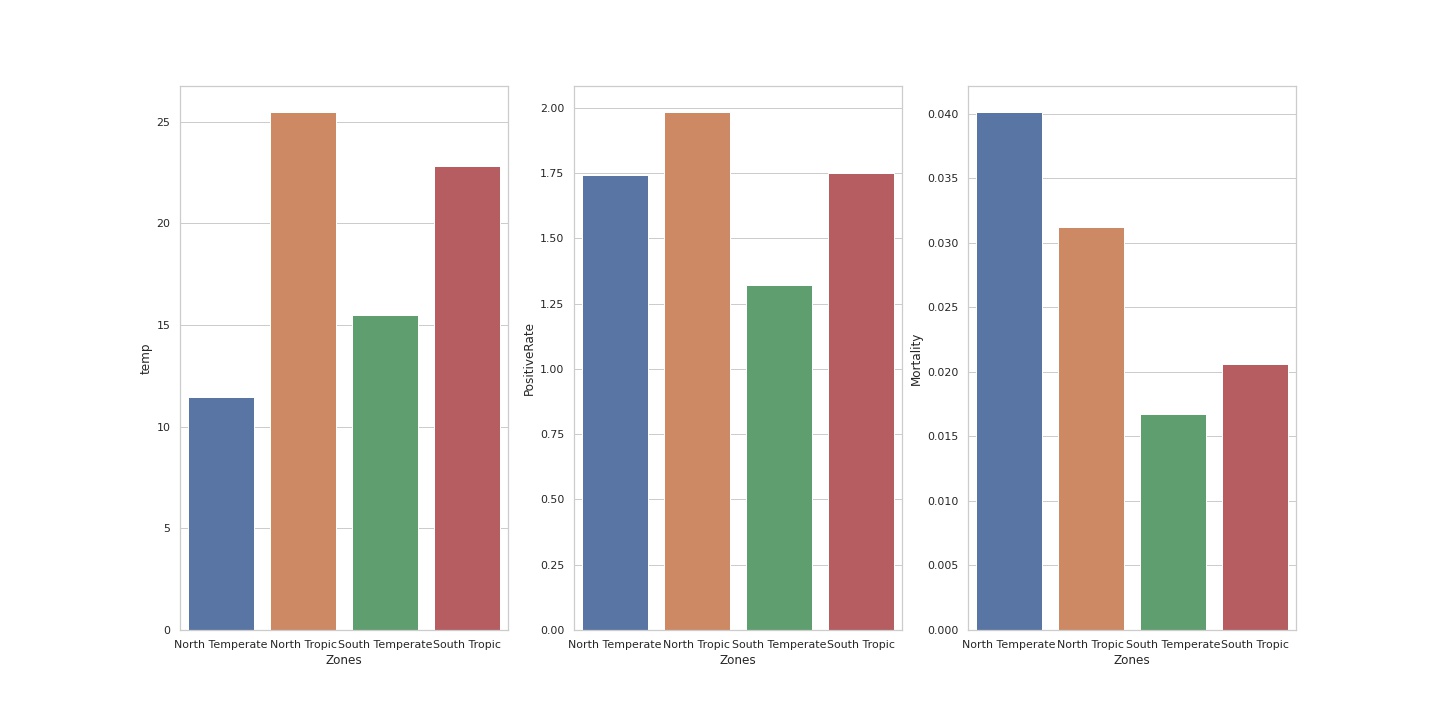 25
20
15
10
5
0
temp
North Temperate North Tropic South Temperate South Tropic
Zones
2.00
1.75
1.50
1.25
1.00
0.75
0.50
0.25
0.00
PositiveRate
North Temperate North Tropic South Temperate South Tropic
Zones
0.040
0.035
0.030
0.025
0.020
0.015
0.010
0.005
0.000
Mortality
North Temperate North Tropic South Temperate South Tropic
Zones